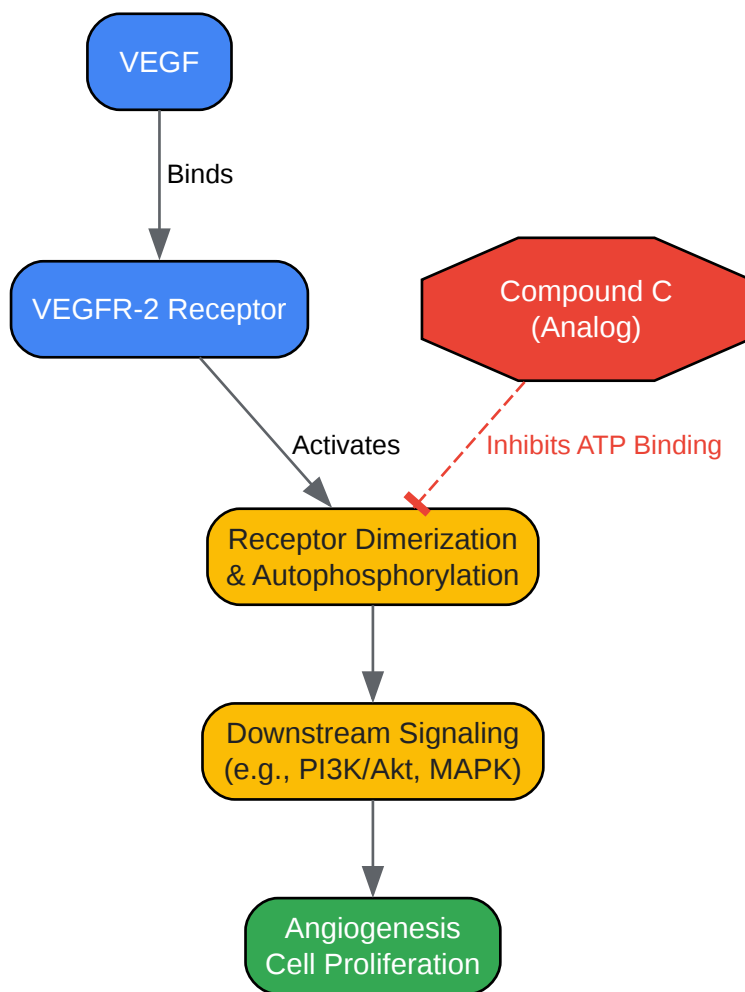 VEGF
Binds
VEGFR-2 Receptor
Compound C
(Analog)
Activates
Inhibits ATP Binding
Receptor Dimerization
& Autophosphorylation
Downstream Signaling
(e.g., PI3K/Akt, MAPK)
Angiogenesis
Cell Proliferation